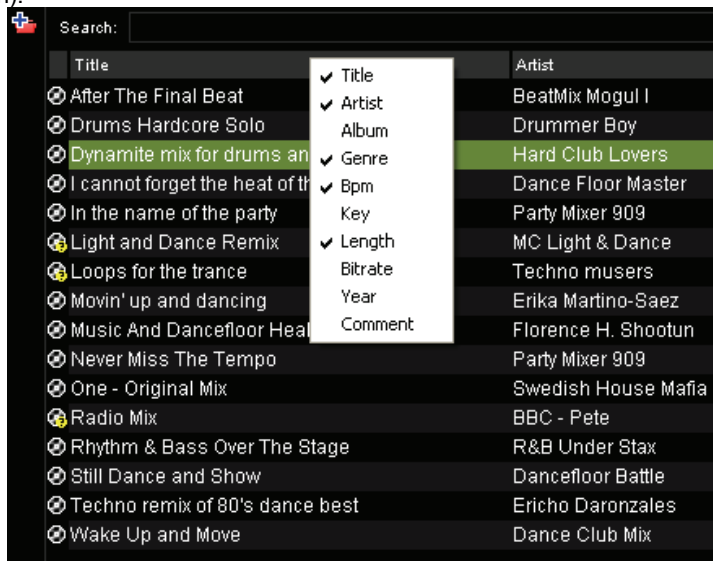 Search:
Title Artist
After The Final Beat BeatMix Mogul I
Drums Hardcore Solo Drummer Boy
Dynamite mix for drums an Hard Club Lovers
I cannot forget the heat of th Dance Floor Master
In the name of the party Party Mixer 909
Light and Dance Remix MC Light & Dance
Loops for the trance Techno musers
Movin' up and dancing Erika Martino-Saez
Music And Dancefloor Heal Florence H. Shootun
Never Miss The Tempo Party Mixer 909
One - Original Mix Swedish House Mafia
Radio Mix BBC - Pete
Rhythm & Bass Over The Stage R&B Under Stax
Still Dance and Show Dancefloor Battle
Techno remix of 80's dance best Ericho Daronzales
Wake Up and Move Dance Club Mix
Title
Artist
Album
Genre
Bpm
Key
Length
Bitrate
Year
Comment